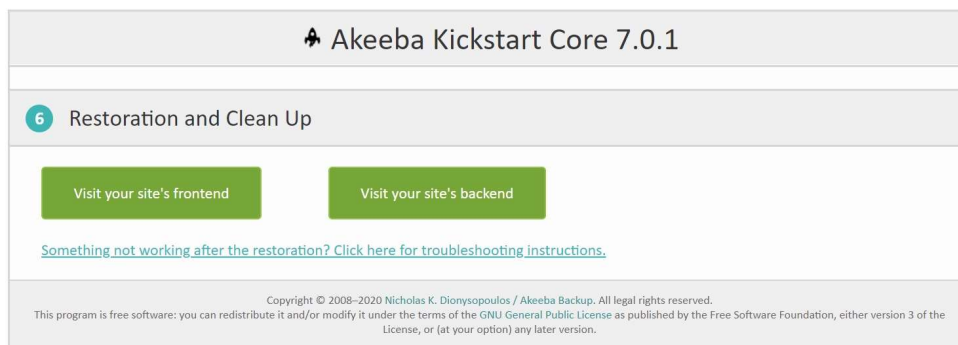 Akeeba Kickstart Core 7.0.1
6 Restoration and Clean Up
Visit your site's frontend
Visit your site's backend
Something not working after the restoration? Click here for troubleshooting instructions.
Copyright © 2008–2020 Nicholas K. Dionysopoulos / Akeeba Backup. All legal rights reserved.
This program is free software: you can redistribute it and/or modify it under the terms of the GNU General Public License as published by the Free Software Foundation, either version 3 of the
License, or (at your option) any later version.